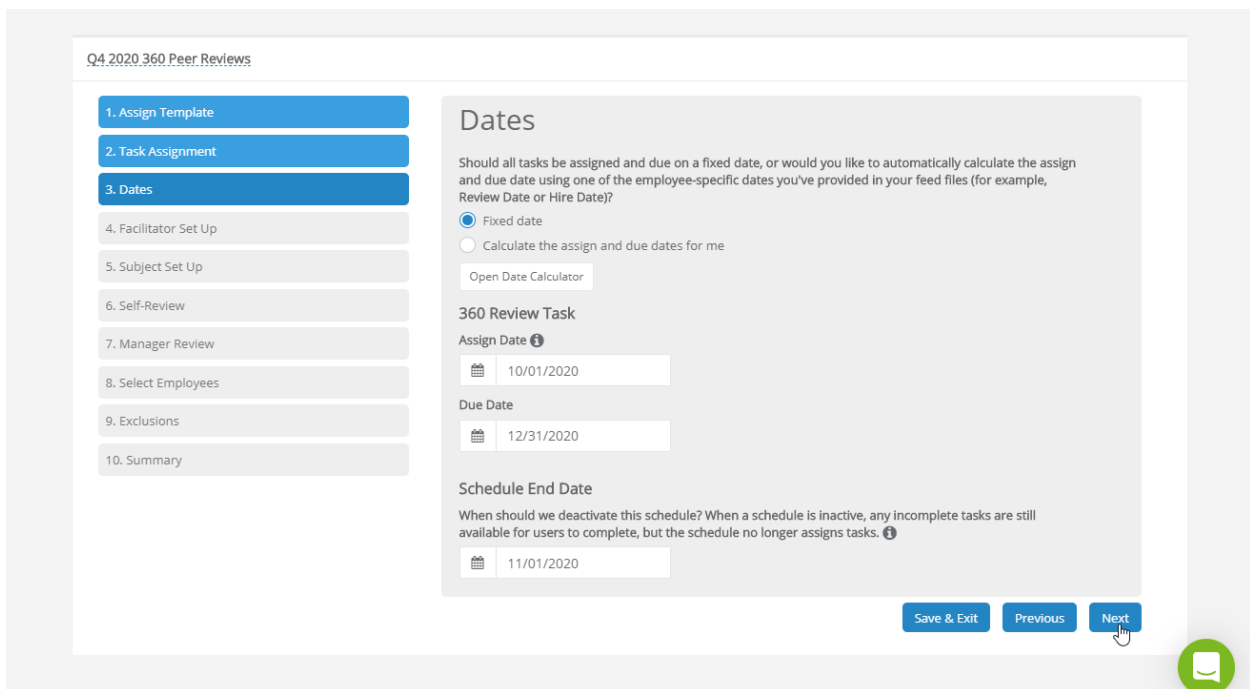 Q4 2020 360 Peer Reviews
1. Assign Template
2. Task Assignment
3. Dates
4. Facilitator Set Up
5. Subject Set Up
6. Self-Review
7. Manager Review
8. Select Employees
9. Exclusions
10. Summary
Dates
Should all tasks be assigned and due on a fixed date, or would you like to automatically calculate the assign
and due date using one of the employee-specific dates you've provided in your feed files (for example,
Review Date or Hire Date)?
Fixed date
Calculate the assign and due dates for me
Open Date Calculator
360 Review Task
Assign Date
10/01/2020
Due Date
12/31/2020
Schedule End Date
When should we deactivate this schedule? When a schedule is inactive, any incomplete tasks are still
available for users to complete, but the schedule no longer assigns tasks.
11/01/2020
Save & Exit
Previous
Next